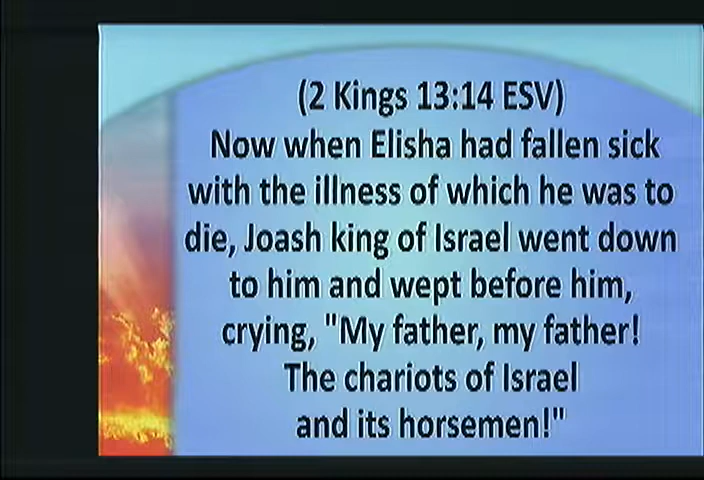 (2 Kings 13:14 ESV)
Now when Elisha had fallen sick
with the illness of which he was to
die, Joash king of Israel went down
to him and wept before him,
crying, "My father, my father!
The chariots of Israel
and its horsemen!"